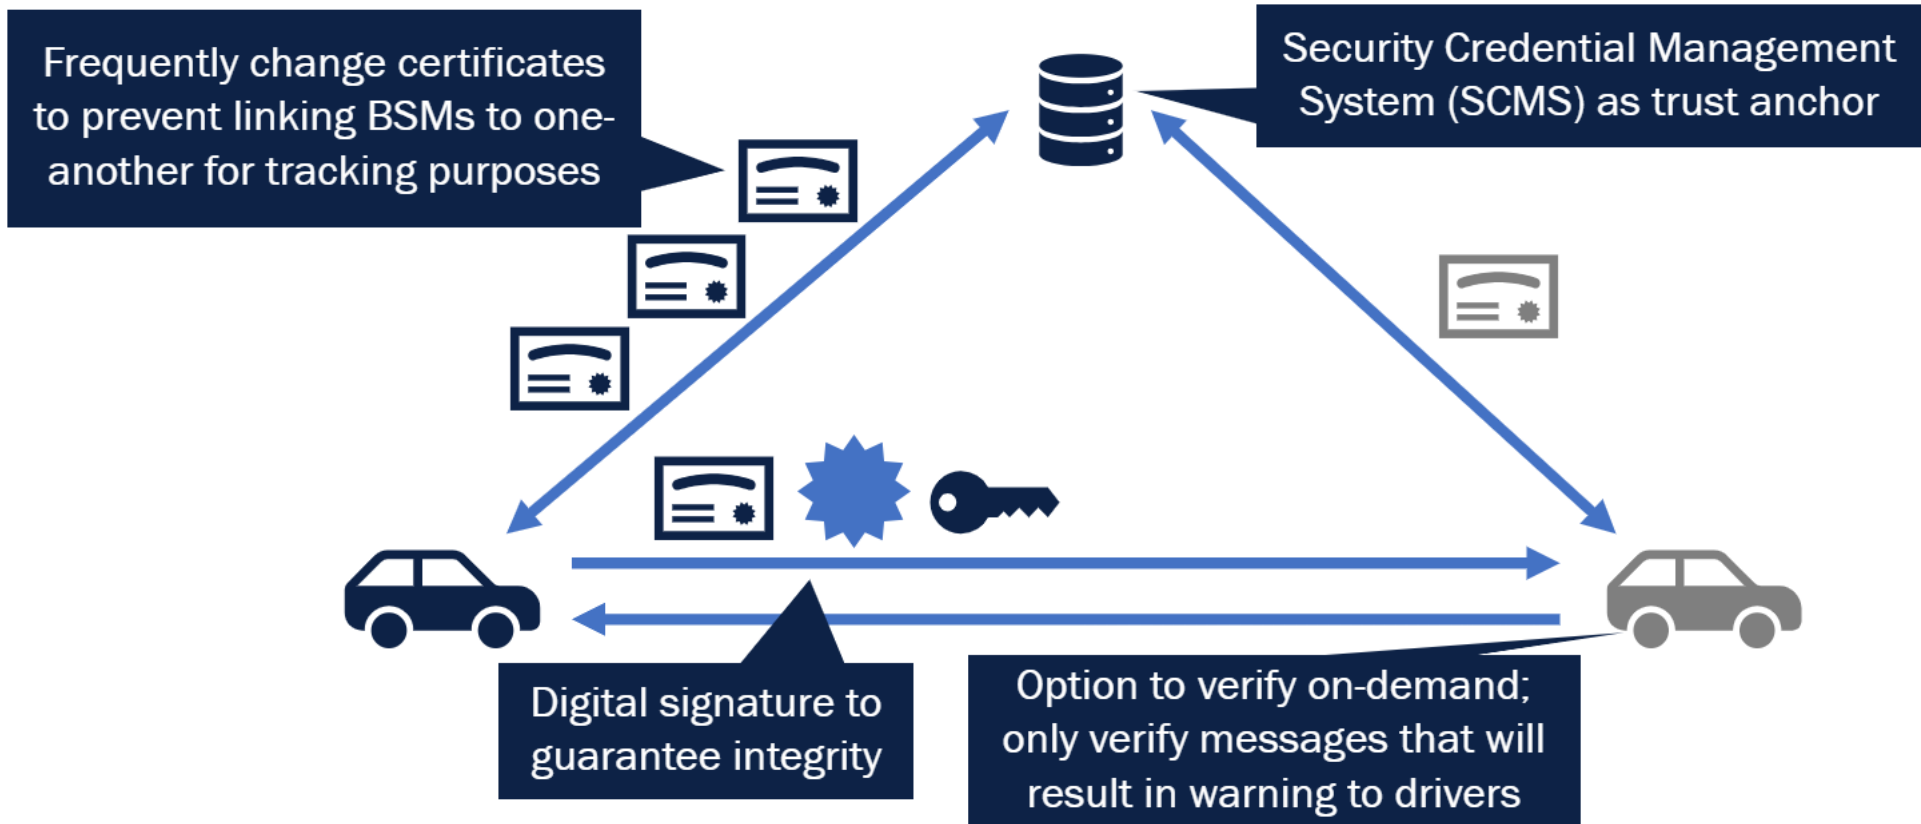 Frequently change certificates
to prevent linking BSMs to one-
another for tracking purposes
Security Credential Management
System (SCMS) as trust anchor
Digital signature to
guarantee integrity
Option to verify on-demand;
only verify messages that will
result in warning to drivers